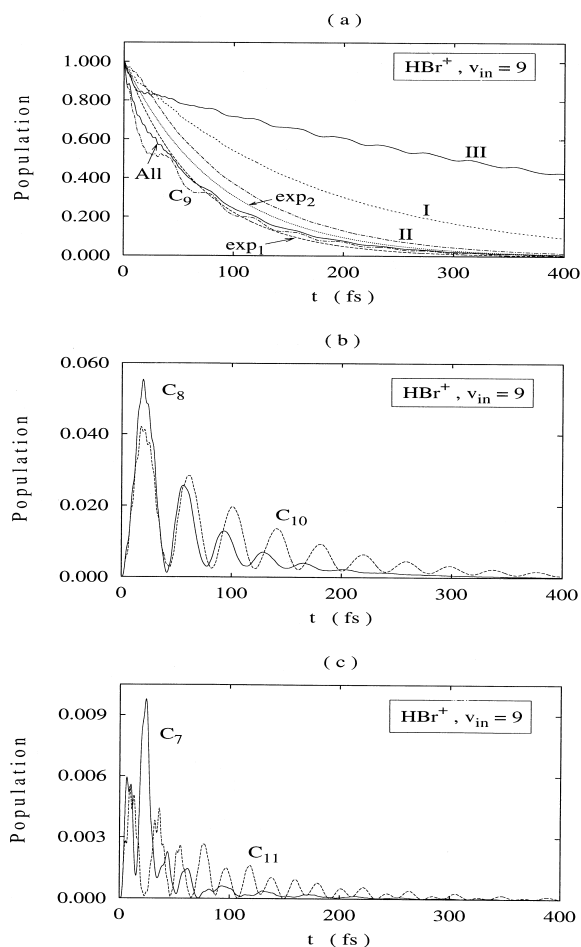 ( a )
HBr⁺ , v_in = 9
Population
1.000
0.800
0.600
0.400
0.200
0.000
All
C₉
exp₁
exp₂
II
I
III
0 100 200 300 400
t ( fs )
( b )
HBr⁺ , v_in = 9
Population
0.060
0.040
0.020
0.000
C₈
C₁₀
0 100 200 300 400
t ( fs )
( c )
HBr⁺ , v_in = 9
Population
0.009
0.006
0.003
0.000
C₇
C₁₁
0 100 200 300 400
t ( fs )